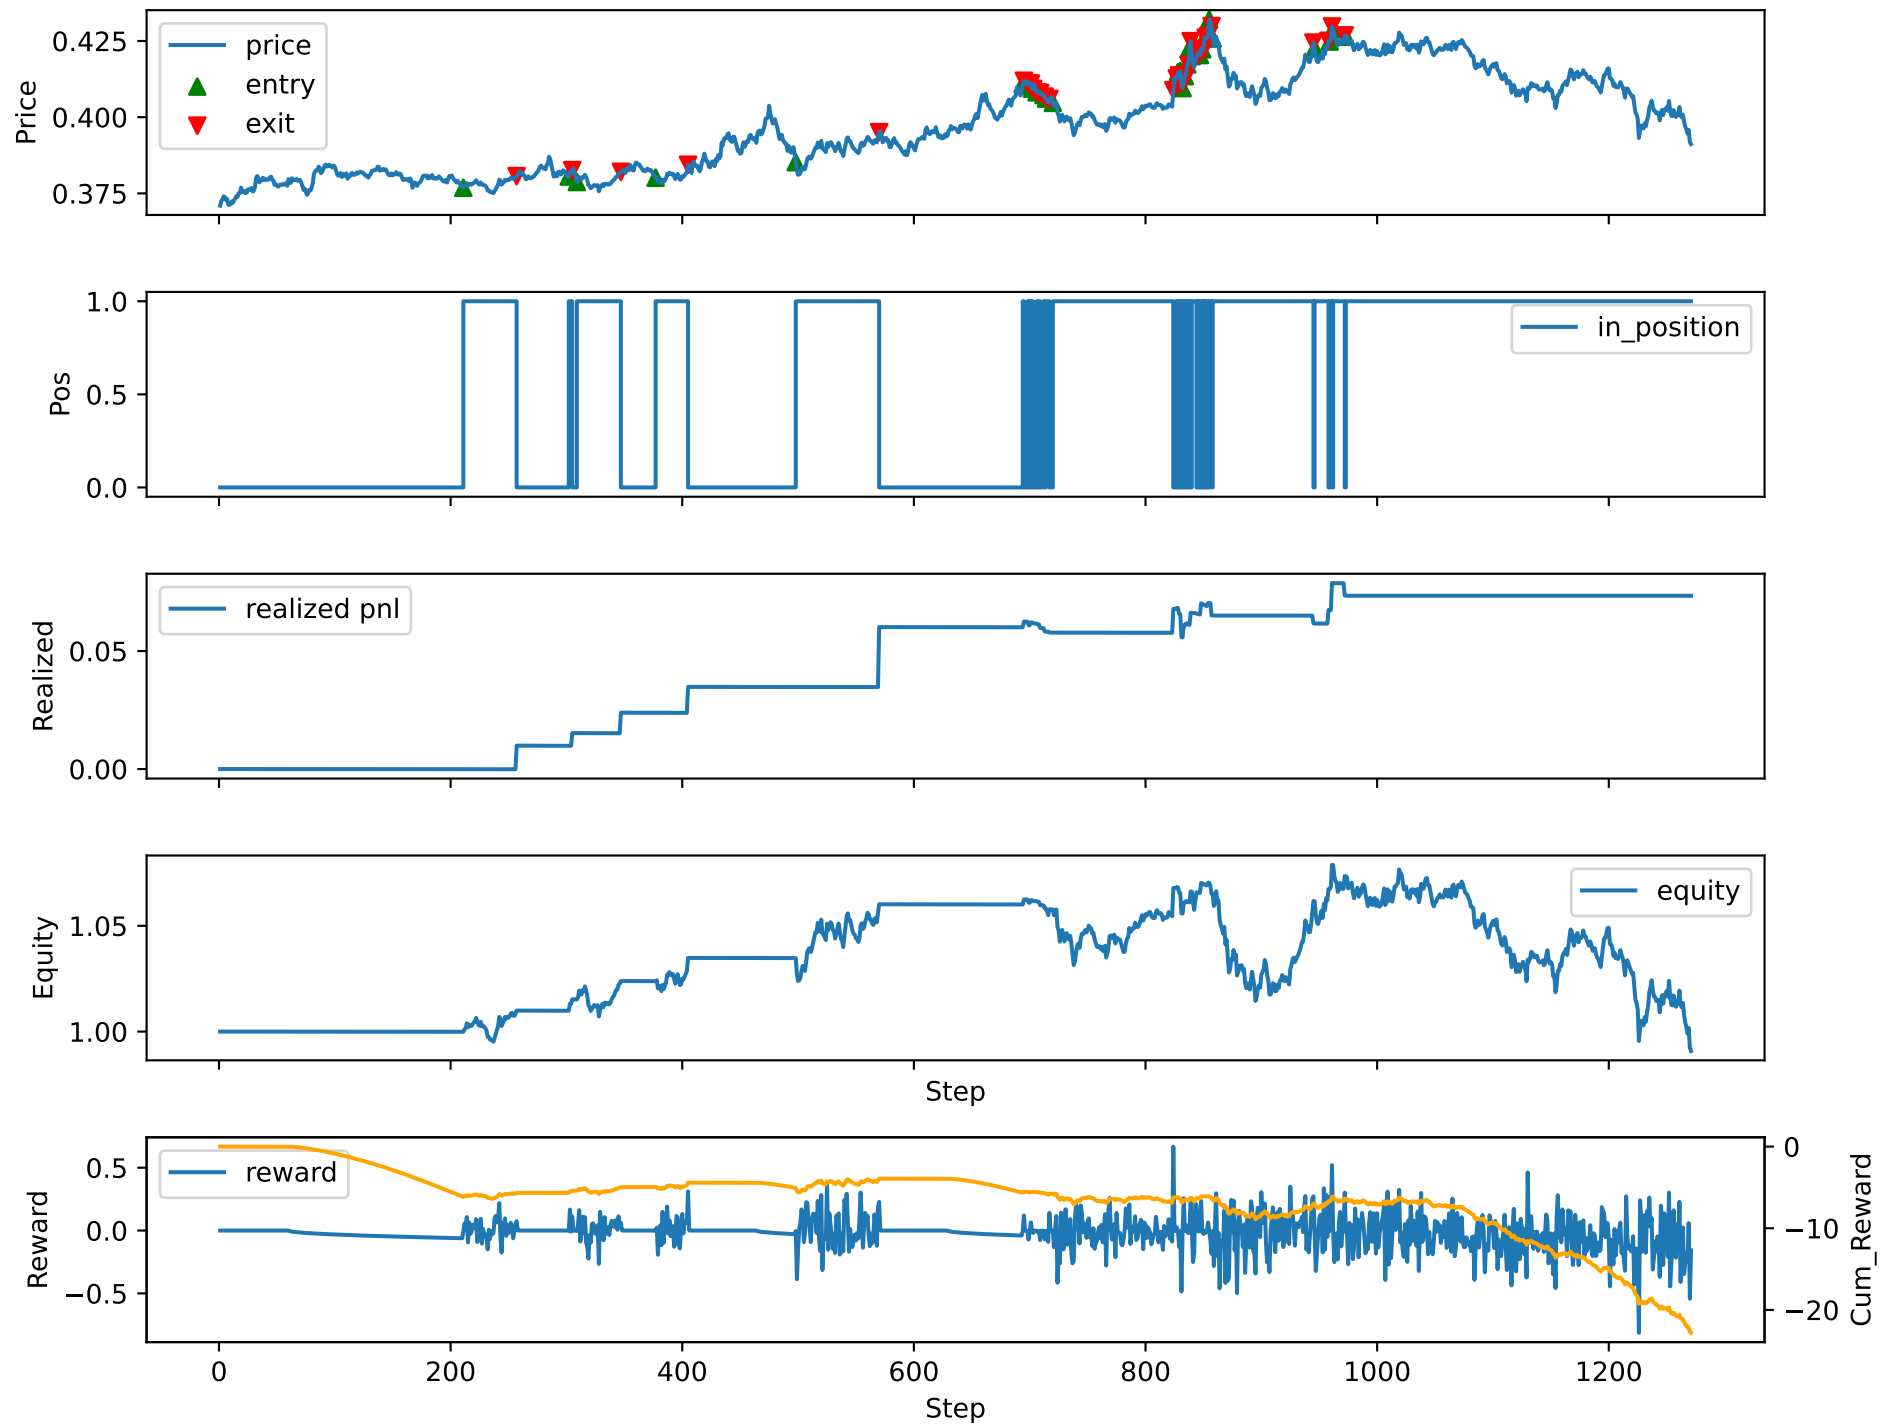 price
entry
exit
0.425
0.400
0.375
Price
in_position
1.0
0.5
0.0
Pos
realized pnl
0.05
0.00
Realized
equity
1.05
1.00
Equity
Step
reward
0.5
0.0
−0.5
Reward
0
−10
−20
Cum_Reward
0 200 400 600 800 1000 1200
Step